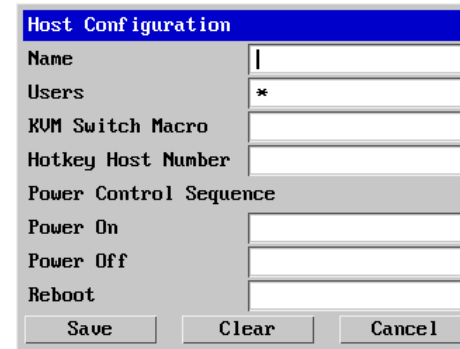 Host Configuration
Name
Users *
KVM Switch Macro
Hotkey Host Number
Power Control Sequence
Power On
Power Off
Reboot
Save Clear Cancel